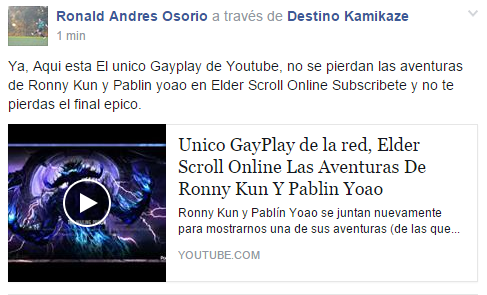 Ronald Andres Osorio a través de Destino Kamikaze
1 min
Ya, Aqui esta El unico Gayplay de Youtube, no se pierdan las aventuras
de Ronny Kun y Pablin yoao en Elder Scroll Online Subscribete y no te
pierdas el final epico.
Unico GayPlay de la red, Elder
Scroll Online Las Aventuras De
Ronny Kun Y Pablin Yoao
Ronny Kun y Pablín Yoao se juntan nuevamente
para mostrarnos una de sus aventuras (de las que...
YOUTUBE.COM